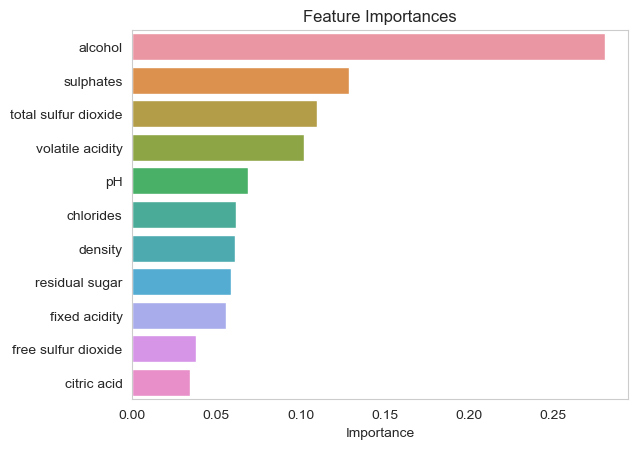 Feature Importances
alcohol
sulphates
total sulfur dioxide
volatile acidity
pH
chlorides
density
residual sugar
fixed acidity
free sulfur dioxide
citric acid
0.00 0.05 0.10 0.15 0.20 0.25
Importance